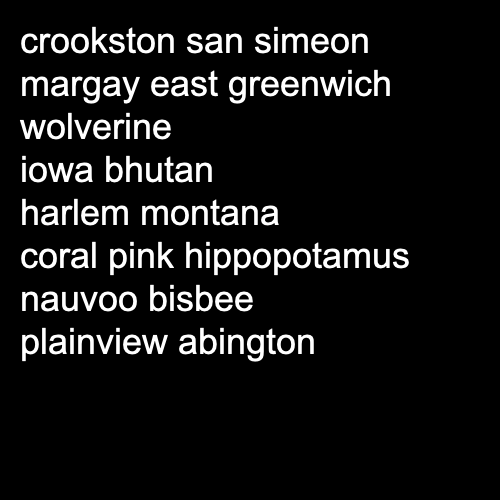 crookston san simeon
margay east greenwich
wolverine
iowa bhutan
harlem montana
coral pink hippopotamus
nauvoo bisbee
plainview abington